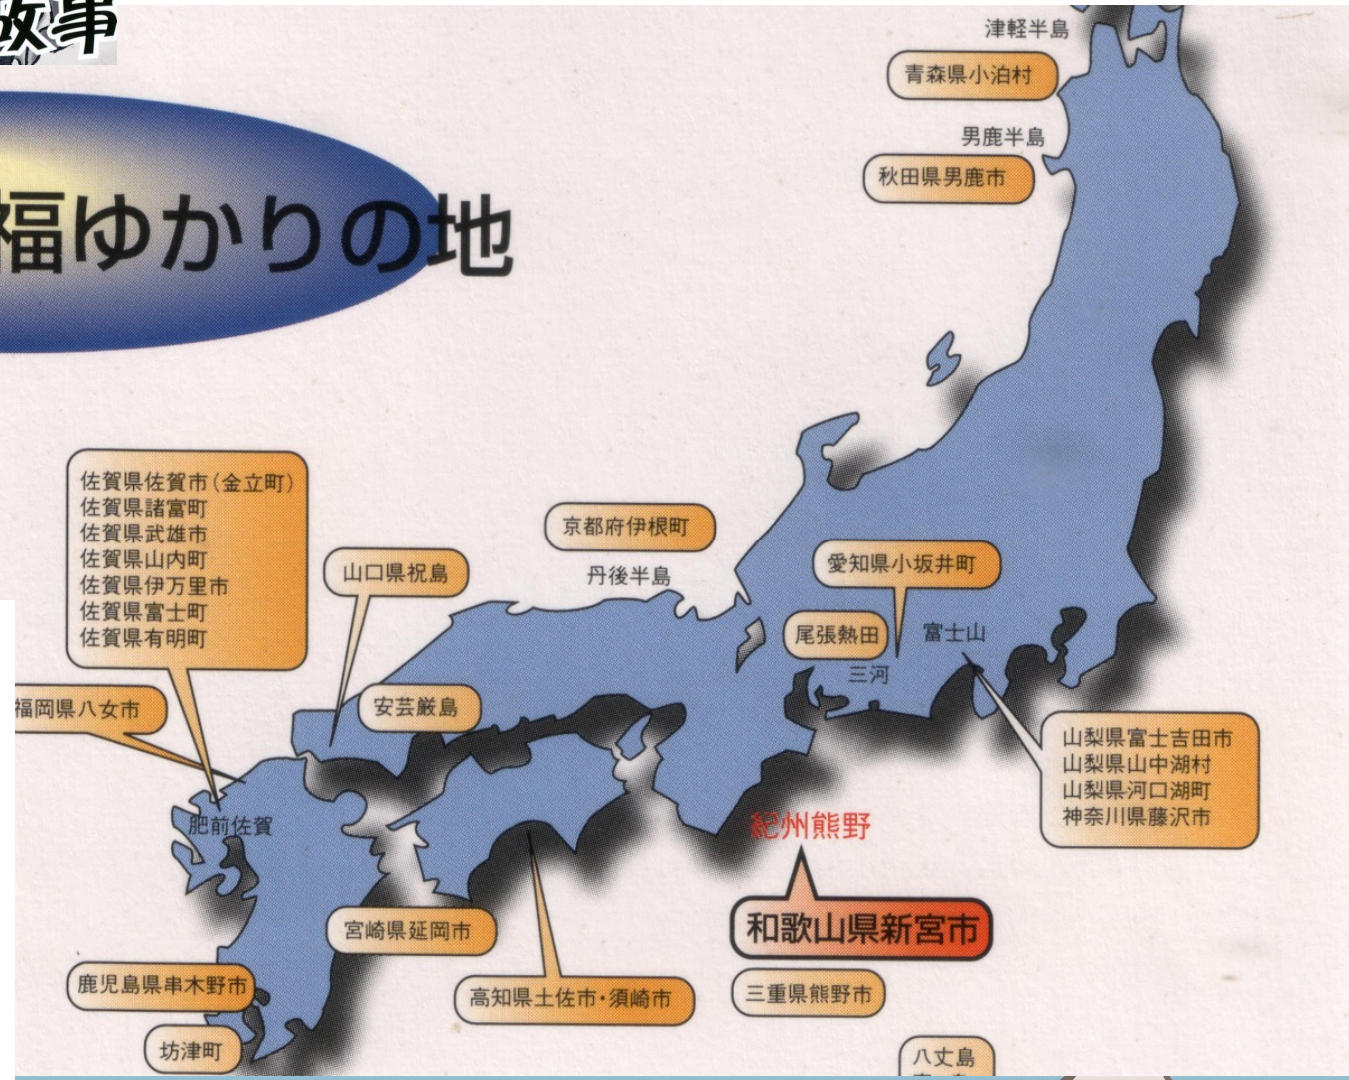 故事
津軽半島
青森県小泊村
男鹿半島
秋田県男鹿市
福ゆかりの地
佐賀県佐賀市(金立町)
佐賀県諸富町
佐賀県武雄市
佐賀県山内町
佐賀県伊万里市
佐賀県富士町
佐賀県有明町
京都府伊根町
丹後半島
山口県祝島
愛知県小坂井町
尾張熱田
富士山
三河
福岡県八女市
安芸厳島
山梨県富士吉田市
山梨県山中湖村
山梨県河口湖町
神奈川県藤沢市
肥前佐賀
紀州熊野
和歌山県新宮市
宮崎県延岡市
鹿児島県串木野市
高知県土佐市・須崎市
三重県熊野市
坊津町
八丈島